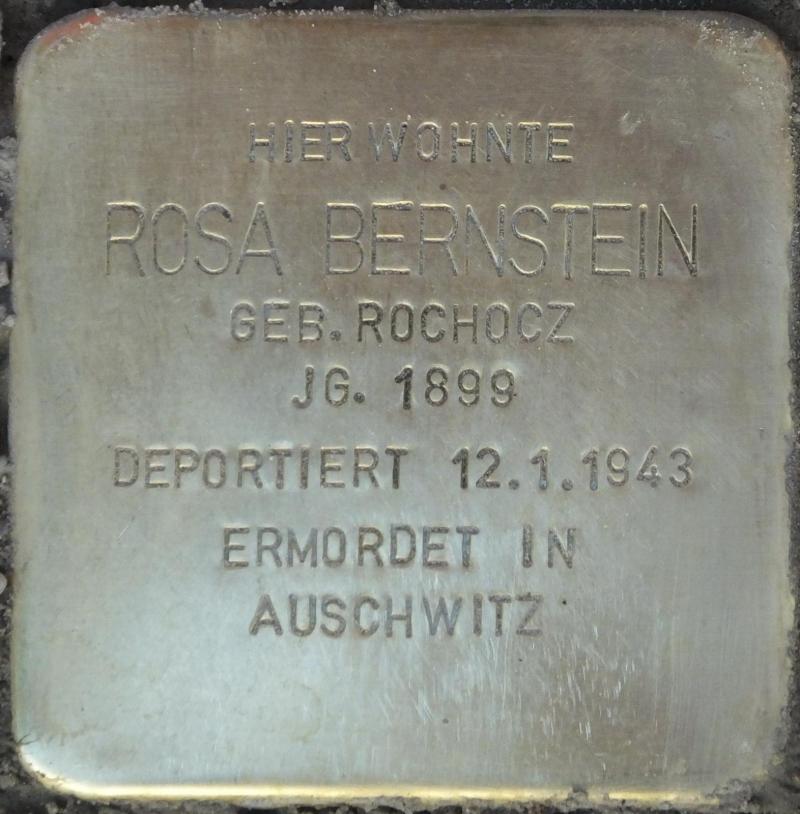 HIER WOHNTE
ROSA BERNSTEIN
GEB. ROCHOCZ
JG. 1899
DEPORTIERT 12.1.1943
ERMORDET IN
AUSCHWITZ